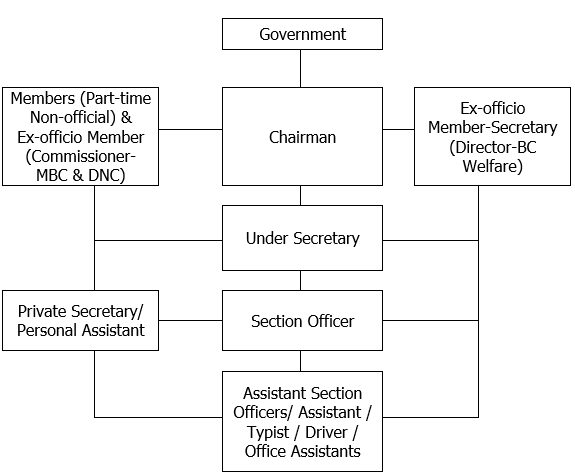 Government
Members (Part-time
Non-official) &
Ex-officio Member
(Commissioner-
MBC & DNC)
Chairman
Ex-officio
Member-Secretary
(Director-BC
Welfare)
Under Secretary
Private Secretary/
Personal Assistant
Section Officer
Assistant Section
Officers/ Assistant /
Typist / Driver /
Office Assistants